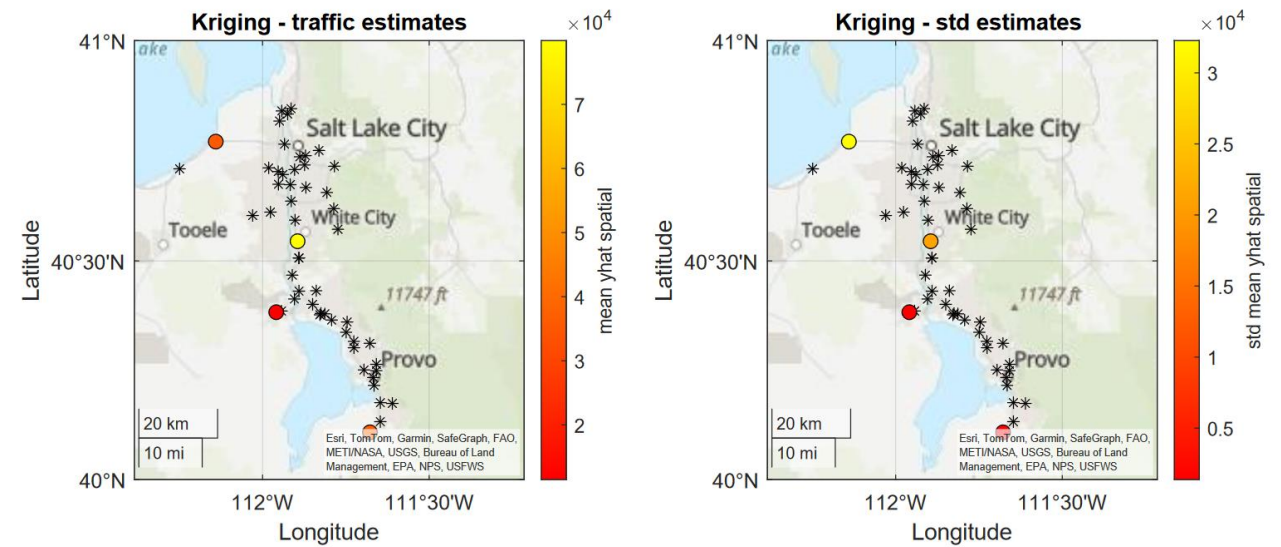 Kriging - traffic estimates
×10⁴
41°N
40°30'N
40°N
Latitude
ake
Salt Lake City
White City
Tooele
11747 ft
Provo
20 km
10 mi
Esri, TomTom, Garmin, SafeGraph, FAO,
METI/NASA, USGS, Bureau of Land
Management, EPA, NPS, USFWS
112°W
111°30'W
Longitude
7
6
5
4
3
2
mean yhat spatial
Kriging - std estimates
×10⁴
41°N
40°30'N
40°N
Latitude
ake
Salt Lake City
White City
Tooele
11747 ft
Provo
20 km
10 mi
Esri, TomTom, Garmin, SafeGraph, FAO,
METI/NASA, USGS, Bureau of Land
Management, EPA, NPS, USFWS
112°W
111°30'W
Longitude
3
2.5
2
1.5
1
0.5
std mean yhat spatial